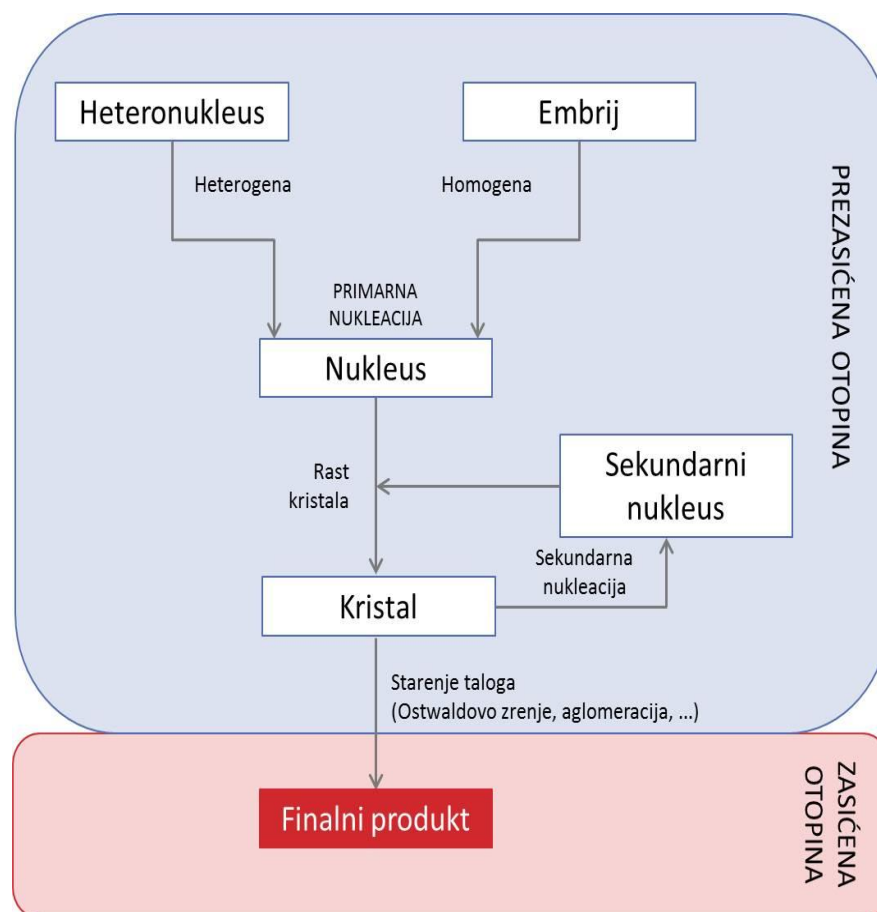 Heteronukleus
Embrij
Heterogena
Homogena
PRIMARNA
NUKLEACIJA
Nukleus
Rast
kristala
Sekundarni
nukleus
Sekundarna
nukleacija
Kristal
Starenje taloga
(Ostwaldovo zrenje, aglomeracija, ...)
Finalni produkt
PREZASIĆENA OTOPINA
ZASIĆENA
OTOPINA